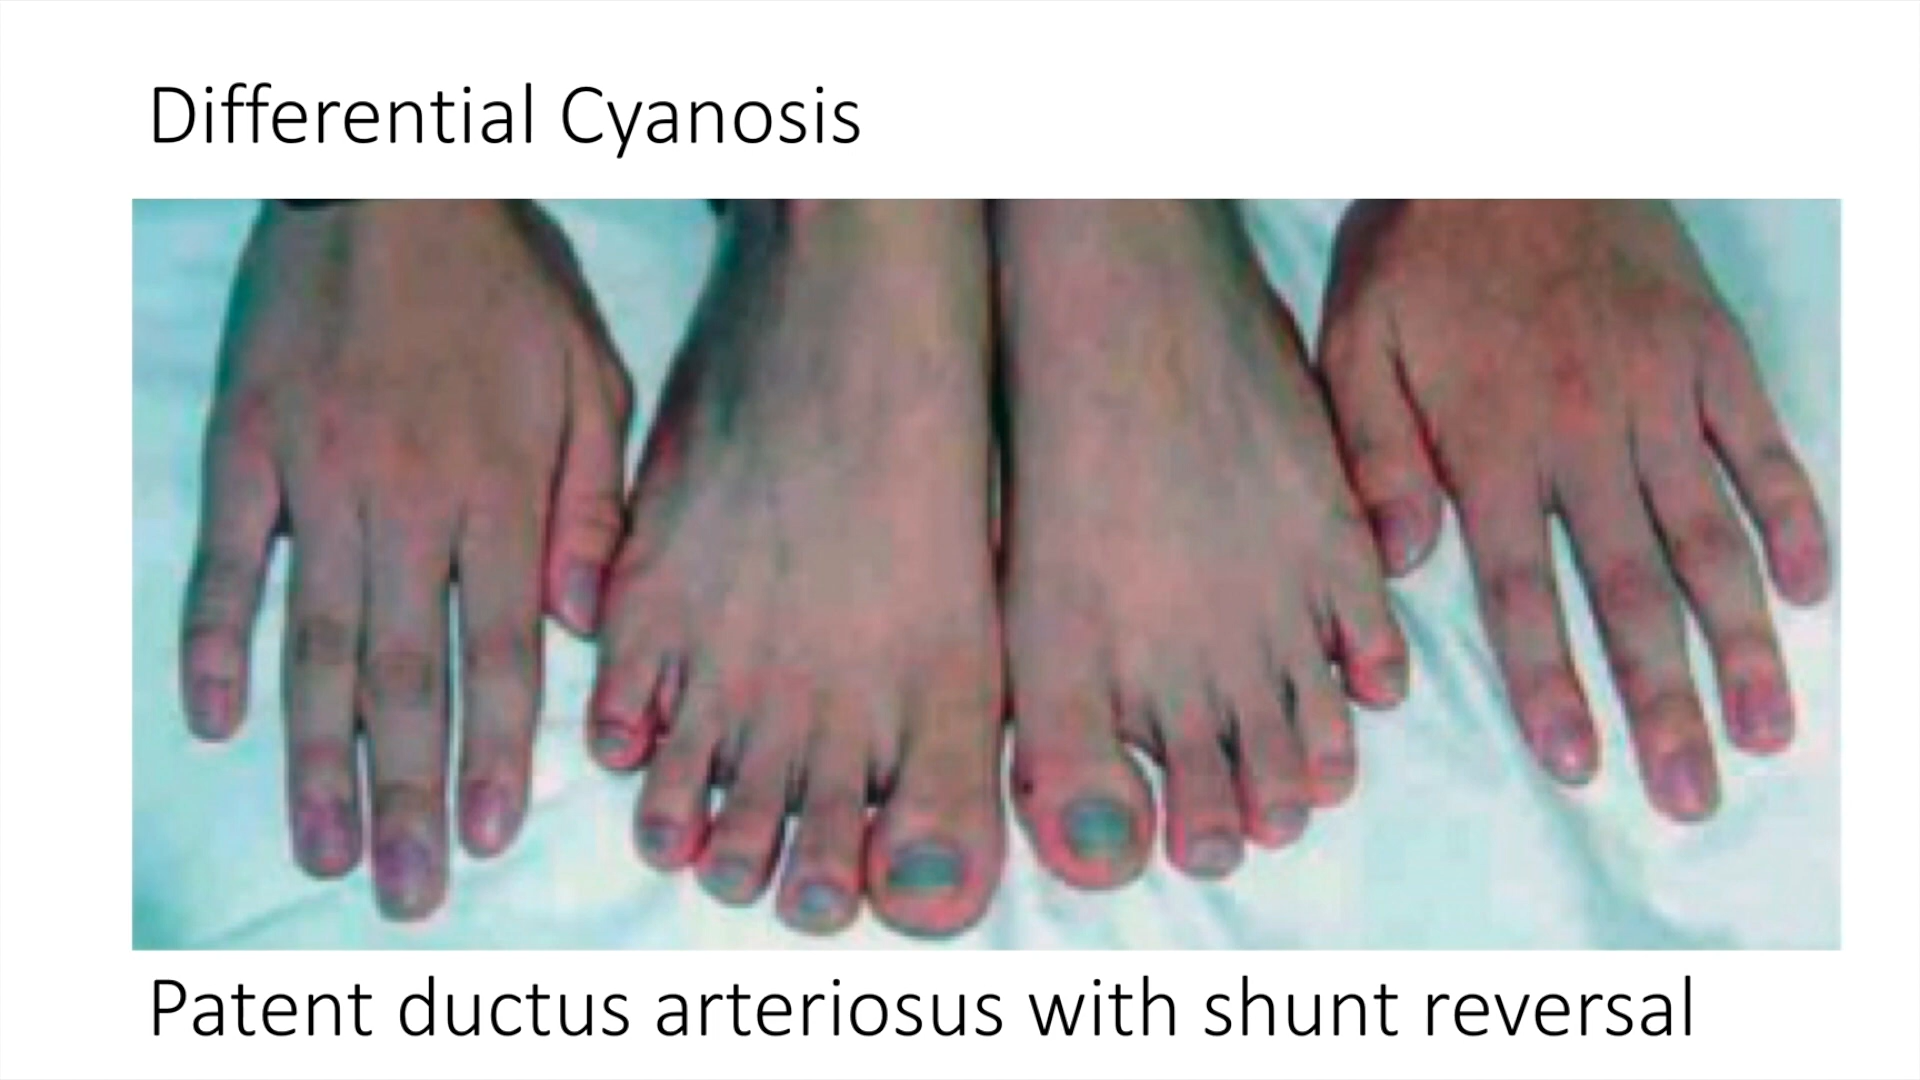 Differential Cyanosis
Patent ductus arteriosus with shunt reversal